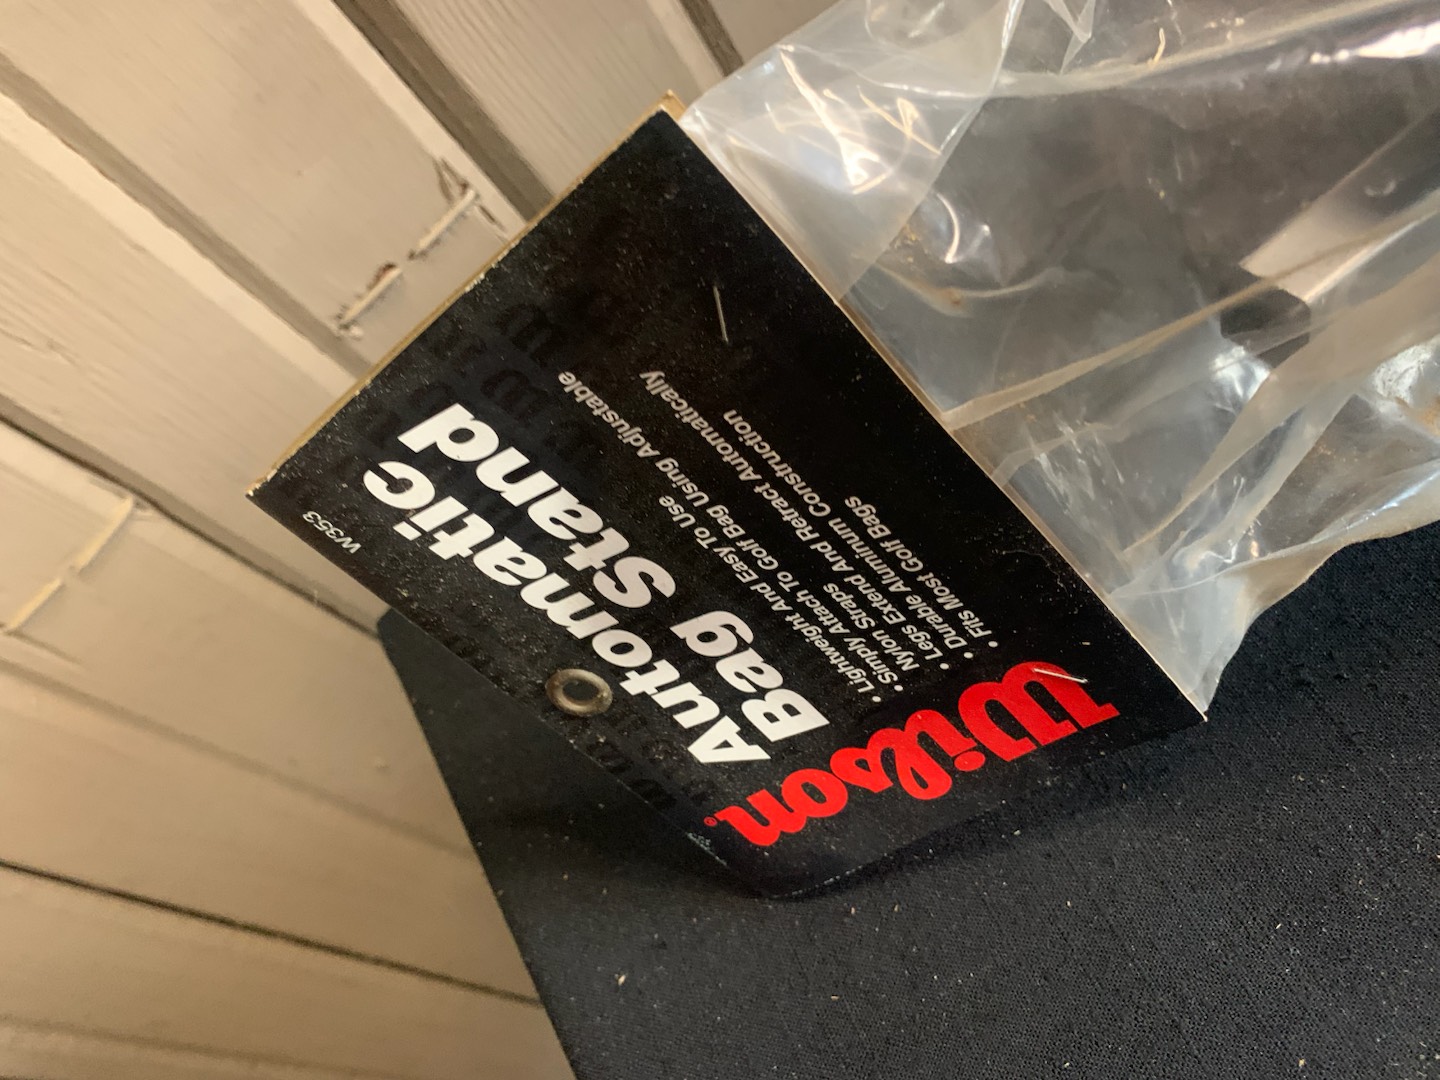 Wilson®
Automatic
Bag Stand
W353
• Lightweight And Easy To Use
• Simply Attach To Golf Bag Using Adjustable
Nylon Straps
• Legs Extend And Retract Automatically
• Durable Aluminum Construction
• Fits Most Golf Bags